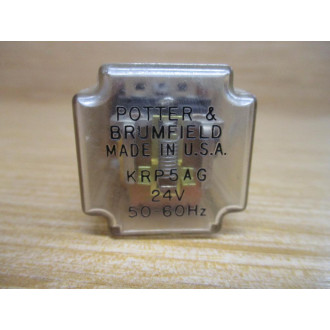 POTTER &
BRUMFIELD
MADE IN U.S.A.
KRP5AG
24V
50-60Hz